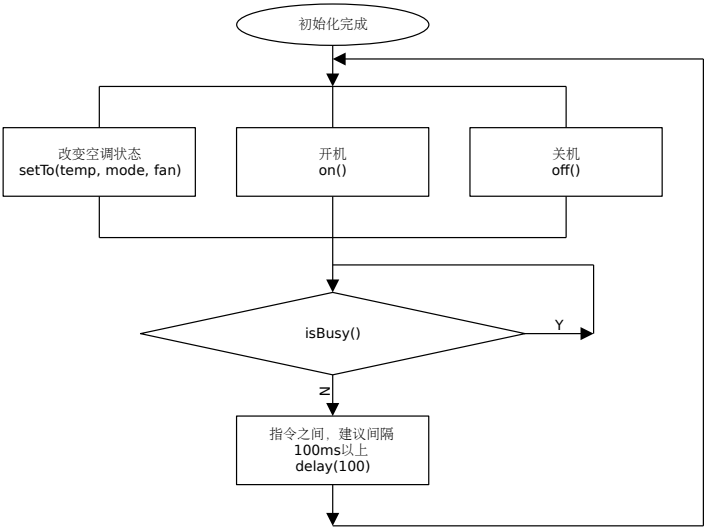 初始化完成
改变空调状态
setTo(temp, mode, fan)
开机
on()
关机
off()
isBusy()
Y
N
指令之间，建议间隔
100ms以上
delay(100)